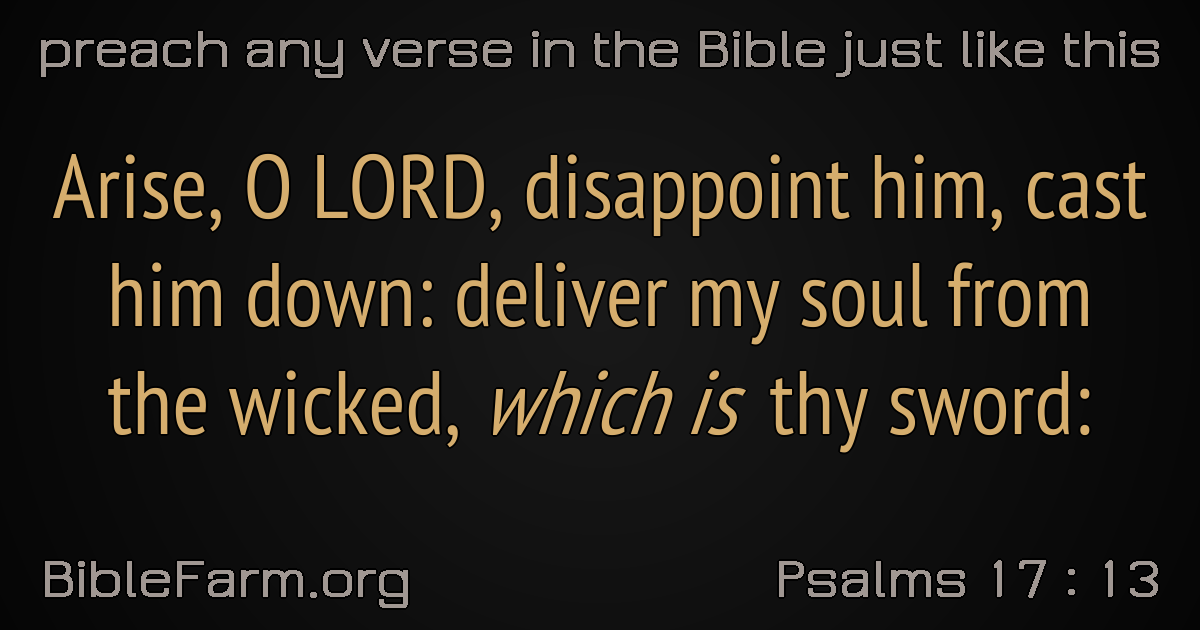 preach any verse in the Bible just like this
Arise, O LORD, disappoint him, cast
him down: deliver my soul from
the wicked, which is thy sword:
BibleFarm.org
Psalms 17 : 13